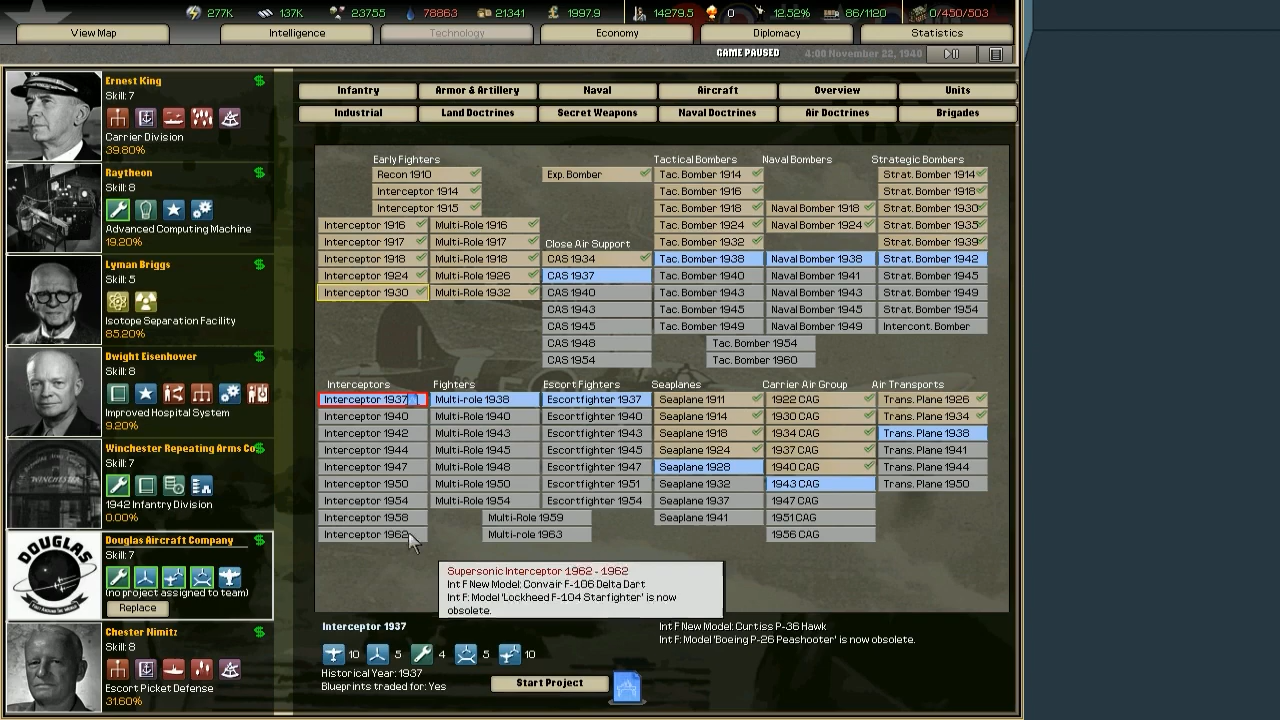 277K 137K 23755 78863 21341 1997.9 14279.5 0 12.52% 86/1120 0/450/503
View Map Intelligence Technology Economy Diplomacy Statistics
GAME PAUSED 4:00 November 22, 1940
Ernest King
Skill: 7
Carrier Division
39.80%
Raytheon
Skill: 8
Advanced Computing Machine
19.20%
Lyman Briggs
Skill: 5
Isotope Separation Facility
85.20%
Dwight Eisenhower
Skill: 8
Improved Hospital System
9.20%
Winchester Repeating Arms Co
Skill: 7
WINCHESTER
1942 Infantry Division
0.00%
Douglas Aircraft Company
Skill: 7
DOUGLAS
(no project assigned to team)
Replace
Chester Nimitz
Skill: 8
Escort Picket Defense
31.60%
Infantry Armor & Artillery Naval Aircraft Overview Units
Industrial Land Doctrines Secret Weapons Naval Doctrines Air Doctrines Brigades
Early Fighters Tactical Bombers Naval Bombers Strategic Bombers
Recon 1910 Exp. Bomber Tac. Bomber 1914 Strat. Bomber 1914
Interceptor 1914 Tac. Bomber 1916 Strat. Bomber 1918
Interceptor 1915 Tac. Bomber 1918 Naval Bomber 1918 Strat. Bomber 1930
Interceptor 1916 Multi-Role 1916 Tac. Bomber 1924 Naval Bomber 1924 Strat. Bomber 1935
Interceptor 1917 Multi-Role 1917 Close Air Support Tac. Bomber 1932 Strat. Bomber 1939
Interceptor 1918 Multi-Role 1918 CAS 1934 Tac. Bomber 1938 Naval Bomber 1938 Strat. Bomber 1942
Interceptor 1924 Multi-Role 1926 CAS 1937 Tac. Bomber 1940 Naval Bomber 1941 Strat. Bomber 1945
Interceptor 1930 Multi-Role 1932 CAS 1940 Tac. Bomber 1943 Naval Bomber 1943 Strat. Bomber 1949
CAS 1943 Tac. Bomber 1945 Naval Bomber 1945 Strat. Bomber 1954
CAS 1945 Tac. Bomber 1949 Naval Bomber 1949 Intercont. Bomber
CAS 1948 Tac. Bomber 1954
CAS 1954 Tac. Bomber 1960
Interceptors Fighters Escort Fighters Seaplanes Carrier Air Group Air Transports
Interceptor 1937 Multi-role 1938 Escortfighter 1937 Seaplane 1911 1922 CAG Trans. Plane 1926
Interceptor 1940 Multi-Role 1940 Escortfighter 1940 Seaplane 1914 1930 CAG Trans. Plane 1934
Interceptor 1942 Multi-Role 1943 Escortfighter 1943 Seaplane 1918 1934 CAG Trans. Plane 1938
Interceptor 1944 Multi-Role 1945 Escortfighter 1945 Seaplane 1924 1937 CAG Trans. Plane 1941
Interceptor 1947 Multi-Role 1948 Escortfighter 1947 Seaplane 1928 1940 CAG Trans. Plane 1944
Interceptor 1950 Multi-Role 1950 Escortfighter 1951 Seaplane 1932 1943 CAG Trans. Plane 1950
Interceptor 1954 Multi-Role 1954 Escortfighter 1954 Seaplane 1937 1947 CAG
Interceptor 1958 Multi-Role 1959 Seaplane 1941 1951 CAG
Interceptor 1962 Multi-role 1963 1956 CAG
Supersonic Interceptor 1962 - 1962
Int F New Model: Convair F-106 Delta Dart
Int F: Model 'Lockheed F-104 Starfighter' is now
obsolete.
Interceptor 1937
10 5 4 5 10
Historical Year: 1937
Blueprints traded for: Yes
Start Project
Int F New Model: Curtiss P-36 Hawk
Int F: Model 'Boeing P-26 Peashooter' is now obsolete.